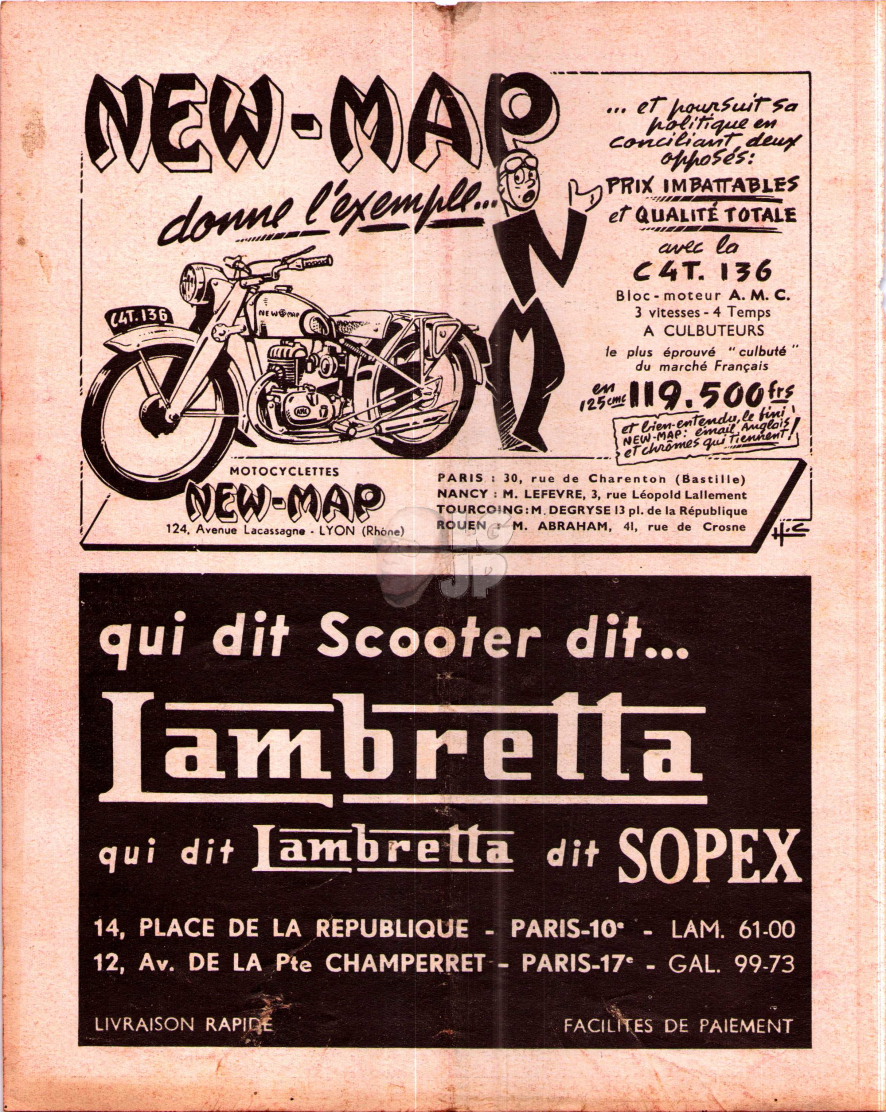 NEW-MAP
donne l'exemple...
... et poursuit sa
politique en
conciliant deux
opposés:
PRIX IMBATTABLES
et QUALITÉ TOTALE
avec la
C4T. 136
Bloc-moteur A. M. C.
3 vitesses - 4 Temps
A CULBUTEURS
le plus éprouvé "culbuté"
du marché Français
en 125cmc 119.500 frs
et bien-entendu, le fini
NEW-MAP: émail Anglais
et chromes qui tiennent!
C4T. 136
NEW MAP
AMC
MOTOCYCLETTES
NEW-MAP
124, Avenue Lacassagne - LYON (Rhône)
PARIS : 30, rue de Charenton (Bastille)
NANCY : M. LEFEVRE, 3, rue Léopold Lallement
TOURCOING : M. DEGRYSE 13 pl. de la République
ROUEN : M. ABRAHAM, 41, rue de Crosne
H.C
JP
qui dit Scooter dit...
Lambretta
qui dit Lambretta dit SOPEX
14, PLACE DE LA REPUBLIQUE - PARIS-10e - LAM. 61-00
12, Av. DE LA Pte CHAMPERRET - PARIS-17e - GAL. 99-73
LIVRAISON RAPIDE
FACILITES DE PAIEMENT